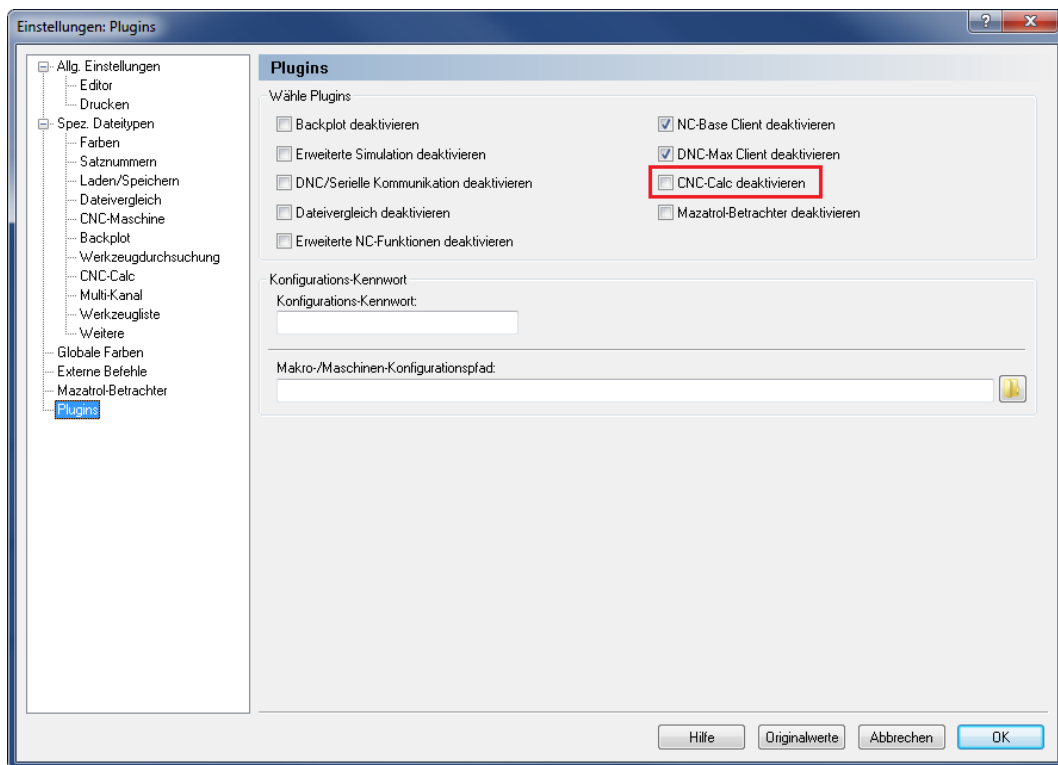 Einstellungen: Plugins
?
X
Allg. Einstellungen
Editor
Drucken
Spez. Dateitypen
Farben
Satznummern
Laden/Speichern
Dateivergleich
CNC-Maschine
Backplot
Werkzeugdurchsuchung
CNC-Calc
Multi-Kanal
Werkzeugliste
Weitere
Globale Farben
Externe Befehle
Mazatrol-Betrachter
Plugins
Plugins
Wähle Plugins
Backplot deaktivieren
Erweiterte Simulation deaktivieren
DNC/Serielle Kommunikation deaktivieren
Dateivergleich deaktivieren
Erweiterte NC-Funktionen deaktivieren
NC-Base Client deaktivieren
DNC-Max Client deaktivieren
CNC-Calc deaktivieren
Mazatrol-Betrachter deaktivieren
Konfigurations-Kennwort
Konfigurations-Kennwort:
Makro-/Maschinen-Konfigurationspfad:
Hilfe
Originalwerte
Abbrechen
OK